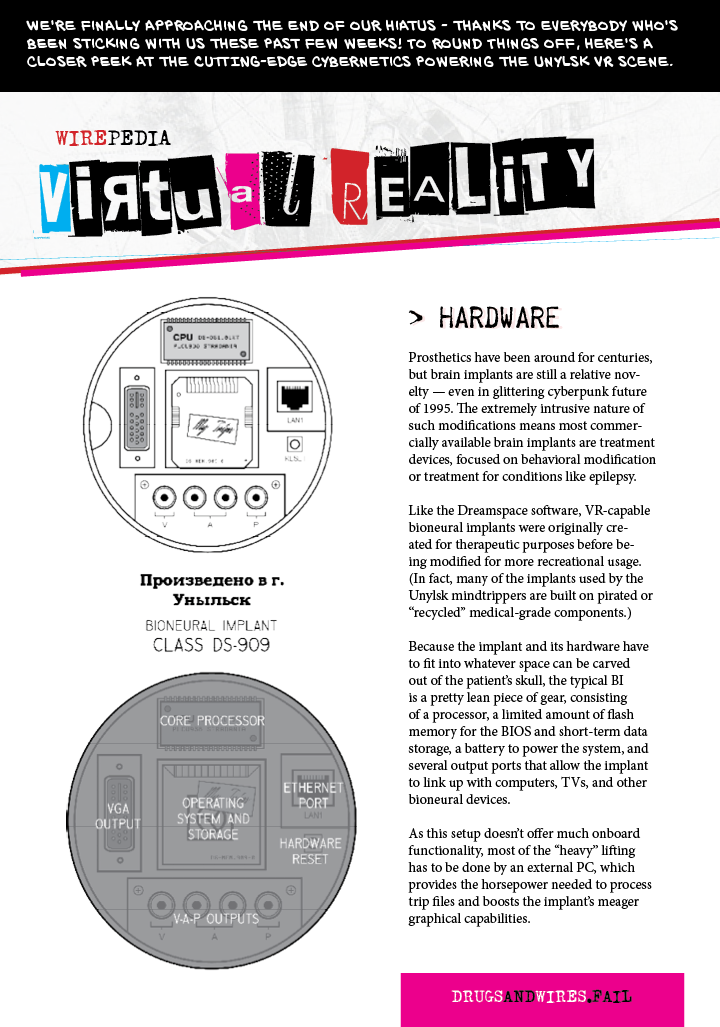 WE'RE FINALLY APPROACHING THE END OF OUR HIATUS - THANKS TO EVERYBODY WHO'S
BEEN STICKING WITH US THESE PAST FEW WEEKS! TO ROUND THINGS OFF, HERE'S A
CLOSER PEEK AT THE CUTTING-EDGE CYBERNETICS POWERING THE UNYLSK VR SCENE.
WIREPEDIA
ViЯtual REALiTY
CPU
LAN1
RESET
V A P
Произведено в г.
Уныльск
BIONEURAL IMPLANT
CLASS DS-909
CORE PROCESSOR
VGA
OUTPUT
OPERATING
SYSTEM AND
STORAGE
ETHERNET
PORT
LAN1
HARDWARE
RESET
V-A-P OUTPUTS
V A P
> HARDWARE
Prosthetics have been around for centuries,
but brain implants are still a relative nov-
elty — even in glittering cyberpunk future
of 1995. The extremely intrusive nature of
such modifications means most commer-
cially available brain implants are treatment
devices, focused on behavioral modification
or treatment for conditions like epilepsy.
Like the Dreamspace software, VR-capable
bioneural implants were originally cre-
ated for therapeutic purposes before be-
ing modified for more recreational usage.
(In fact, many of the implants used by the
Unylsk mindtrippers are built on pirated or
“recycled” medical-grade components.)
Because the implant and its hardware have
to fit into whatever space can be carved
out of the patient’s skull, the typical BI
is a pretty lean piece of gear, consisting
of a processor, a limited amount of flash
memory for the BIOS and short-term data
storage, a battery to power the system, and
several output ports that allow the implant
to link up with computers, TVs, and other
bioneural devices.
As this setup doesn’t offer much onboard
functionality, most of the “heavy” lifting
has to be done by an external PC, which
provides the horsepower needed to process
trip files and boosts the implant’s meager
graphical capabilities.
DRUGSANDWIRES.FAIL